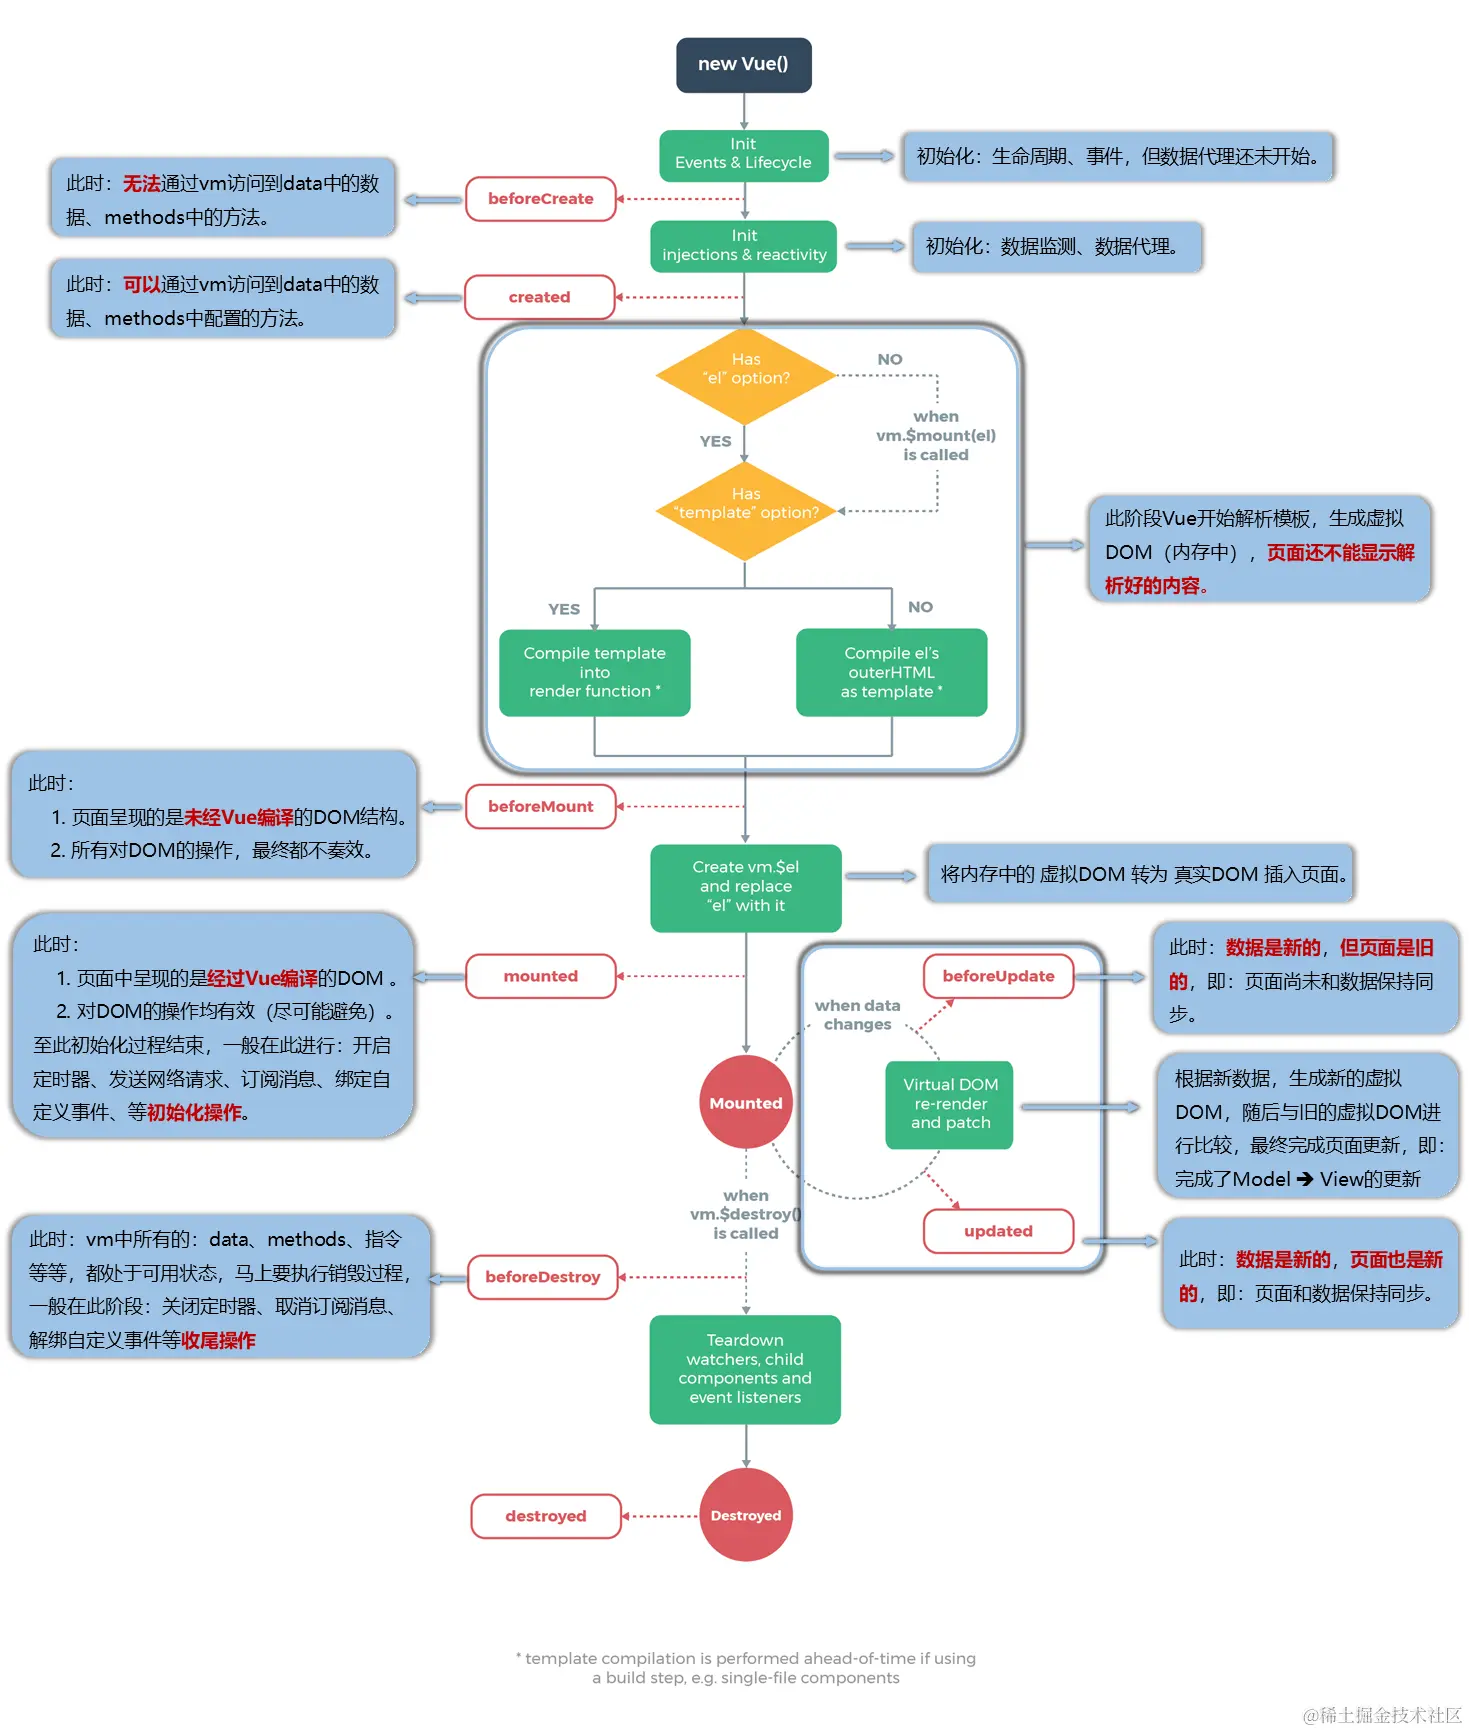 new Vue()
Init
Events & Lifecycle
初始化：生命周期、事件，但数据代理还未开始。
此时：无法通过vm访问到data中的数
据、methods中的方法。
beforeCreate
Init
injections & reactivity
初始化：数据监测、数据代理。
此时：可以通过vm访问到data中的数
据、methods中配置的方法。
created
Has
“el” option?
NO
when
vm.$mount(el)
is called
YES
Has
“template” option?
此阶段Vue开始解析模板，生成虚拟
DOM（内存中），页面还不能显示解
析好的内容。
YES
NO
Compile template
into
render function *
Compile el’s
outerHTML
as template *
此时：
1. 页面呈现的是未经Vue编译的DOM结构。
2. 所有对DOM的操作，最终都不奏效。
beforeMount
Create vm.$el
and replace
“el” with it
将内存中的 虚拟DOM 转为 真实DOM 插入页面。
此时：
1. 页面中呈现的是经过Vue编译的DOM 。
2. 对DOM的操作均有效（尽可能避免）。
至此初始化过程结束，一般在此进行：开启
定时器、发送网络请求、订阅消息、绑定自
定义事件、等初始化操作。
mounted
beforeUpdate
此时：数据是新的，但页面是旧
的，即：页面尚未和数据保持同
步。
when data
changes
Mounted
Virtual DOM
re-render
and patch
根据新数据，生成新的虚拟
DOM，随后与旧的虚拟DOM进
行比较，最终完成页面更新，即：
完成了Model ➔ View的更新
when
vm.$destroy()
is called
updated
此时：数据是新的，页面也是新
的，即：页面和数据保持同步。
此时：vm中所有的：data、methods、指令
等等，都处于可用状态，马上要执行销毁过程，
一般在此阶段：关闭定时器、取消订阅消息、
解绑自定义事件等收尾操作
beforeDestroy
Teardown
watchers, child
components and
event listeners
destroyed
Destroyed
* template compilation is performed ahead-of-time if using
a build step, e.g. single-file components
@稀土掘金技术社区